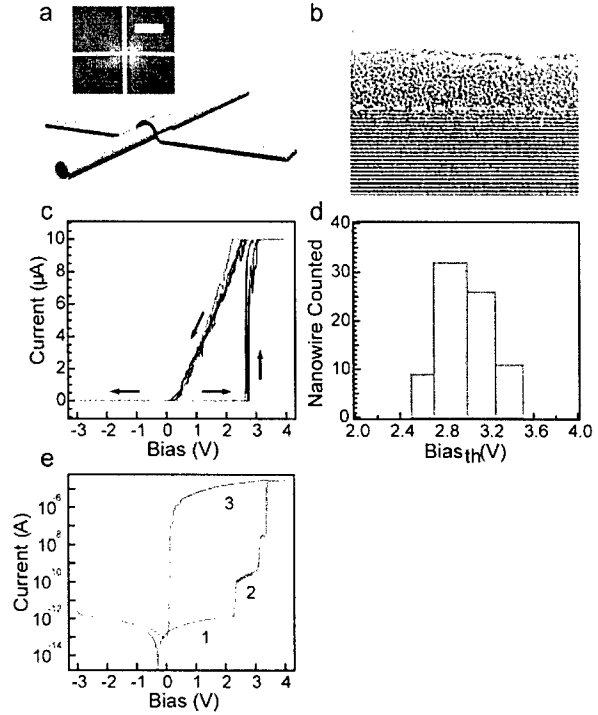 a
b
c
10
8
6
4
2
0
Current (µA)
-3 -2 -1 0 1 2 3 4
Bias (V)
d
40
30
20
10
0
Nanowire Counted
2.0 2.4 2.8 3.2 3.6 4.0
Bias th(V)
e
10⁻⁶
10⁻⁸
10⁻¹⁰
10⁻¹²
10⁻¹⁴
Current (A)
3
2
1
-3 -2 -1 0 1 2 3 4
Bias (V)